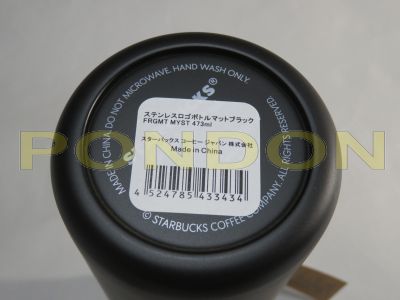 MADE IN CHINA. DO NOT MICROWAVE. HAND WASH ONLY.
ステンレスロゴボトルマットブラック
FRGMT MYST 473ml
スターバックス コーヒー ジャパン 株式会社
Made in China
4 524785 433434
© STARBUCKS COFFEE COMPANY. ALL RIGHTS RESERVED
PONDON